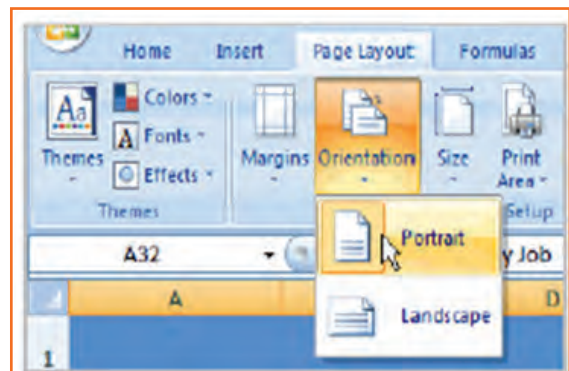 Home Insert Page Layout Formulas
Aa Colors
A Fonts
Effects
Themes Margins Orientation Size Print Area
Themes Setup
A32 y Job
Portrait
A D
Landscape
1